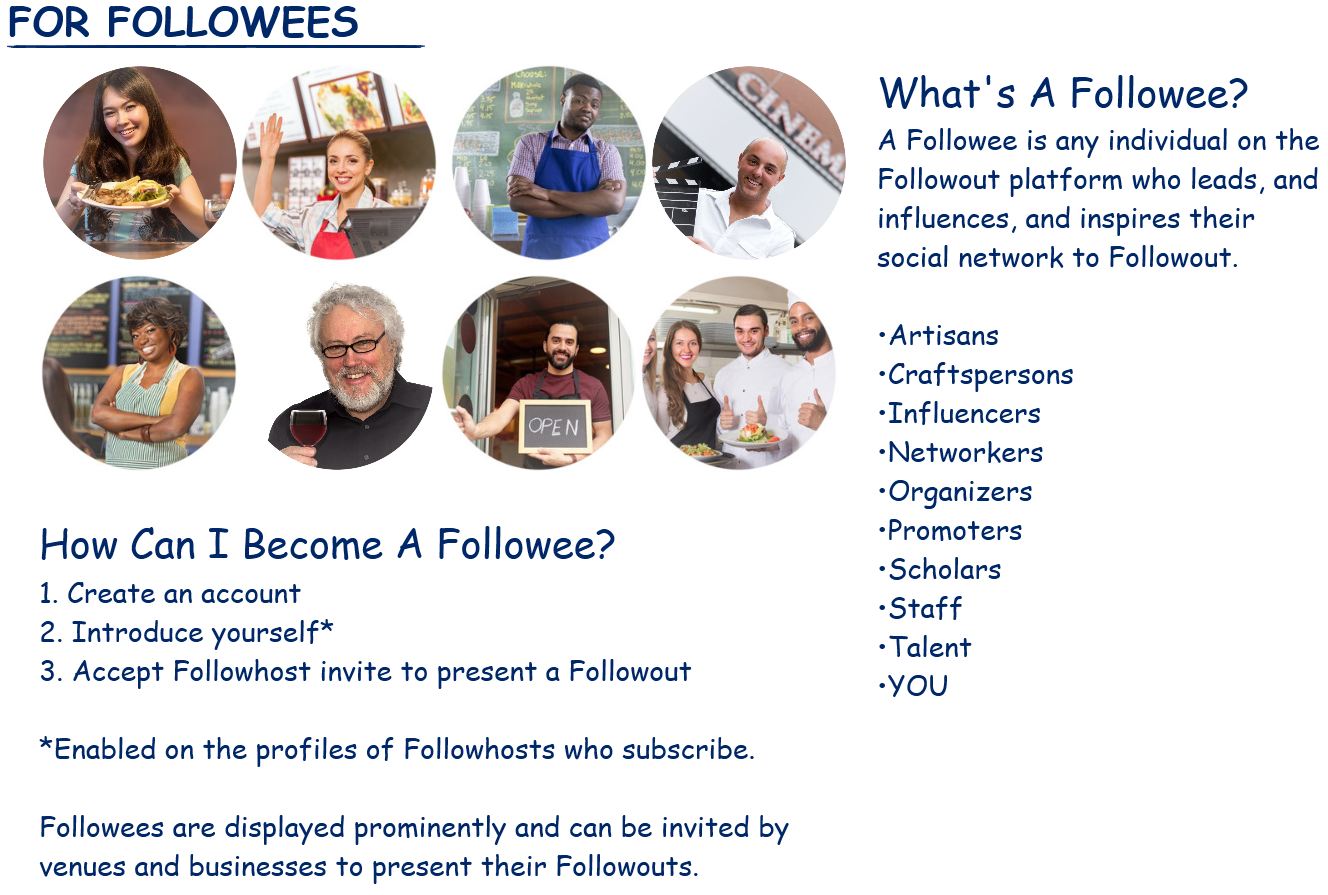 FOR FOLLOWEES
CHOOSE:
CINEM
OPEN
What's A Followee?
A Followee is any individual on the
Followout platform who leads, and
influences, and inspires their
social network to Followout.
•Artisans
•Craftspersons
•Influencers
•Networkers
•Organizers
•Promoters
•Scholars
•Staff
•Talent
•YOU
How Can I Become A Followee?
1. Create an account
2. Introduce yourself*
3. Accept Followhost invite to present a Followout
*Enabled on the profiles of Followhosts who subscribe.
Followees are displayed prominently and can be invited by
venues and businesses to present their Followouts.